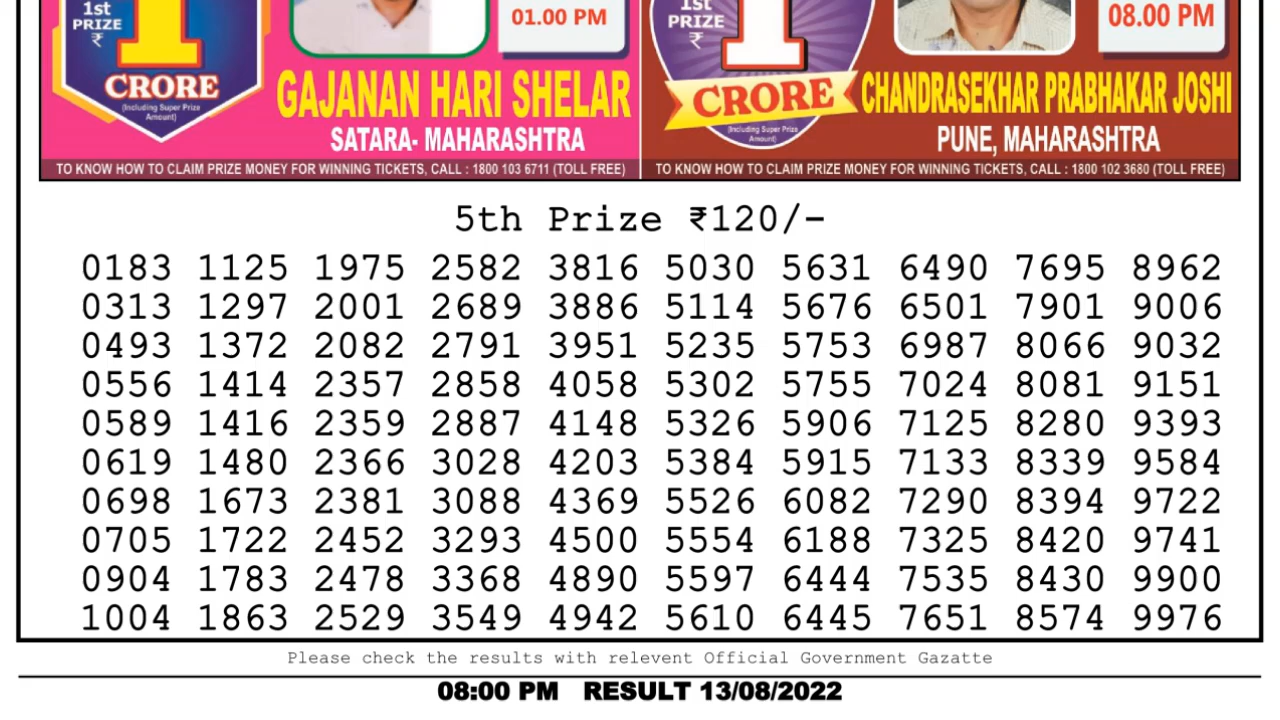 1st
PRIZE
₹
1
CRORE
(Including Super Prize
Amount)
01.00 PM
GAJANAN HARI SHELAR
SATARA- MAHARASHTRA
TO KNOW HOW TO CLAIM PRIZE MONEY FOR WINNING TICKETS, CALL : 1800 103 6711 (TOLL FREE)
1st
PRIZE
₹
1
CRORE
(Including Super Prize
Amount)
08.00 PM
CHANDRASEKHAR PRABHAKAR JOSHI
PUNE, MAHARASHTRA
TO KNOW HOW TO CLAIM PRIZE MONEY FOR WINNING TICKETS, CALL : 1800 102 3680 (TOLL FREE)
5th Prize ₹120/-
0183 1125 1975 2582 3816 5030 5631 6490 7695 8962
0313 1297 2001 2689 3886 5114 5676 6501 7901 9006
0493 1372 2082 2791 3951 5235 5753 6987 8066 9032
0556 1414 2357 2858 4058 5302 5755 7024 8081 9151
0589 1416 2359 2887 4148 5326 5906 7125 8280 9393
0619 1480 2366 3028 4203 5384 5915 7133 8339 9584
0698 1673 2381 3088 4369 5526 6082 7290 8394 9722
0705 1722 2452 3293 4500 5554 6188 7325 8420 9741
0904 1783 2478 3368 4890 5597 6444 7535 8430 9900
1004 1863 2529 3549 4942 5610 6445 7651 8574 9976
Please check the results with relevent Official Government Gazatte
08:00 PM RESULT 13/08/2022